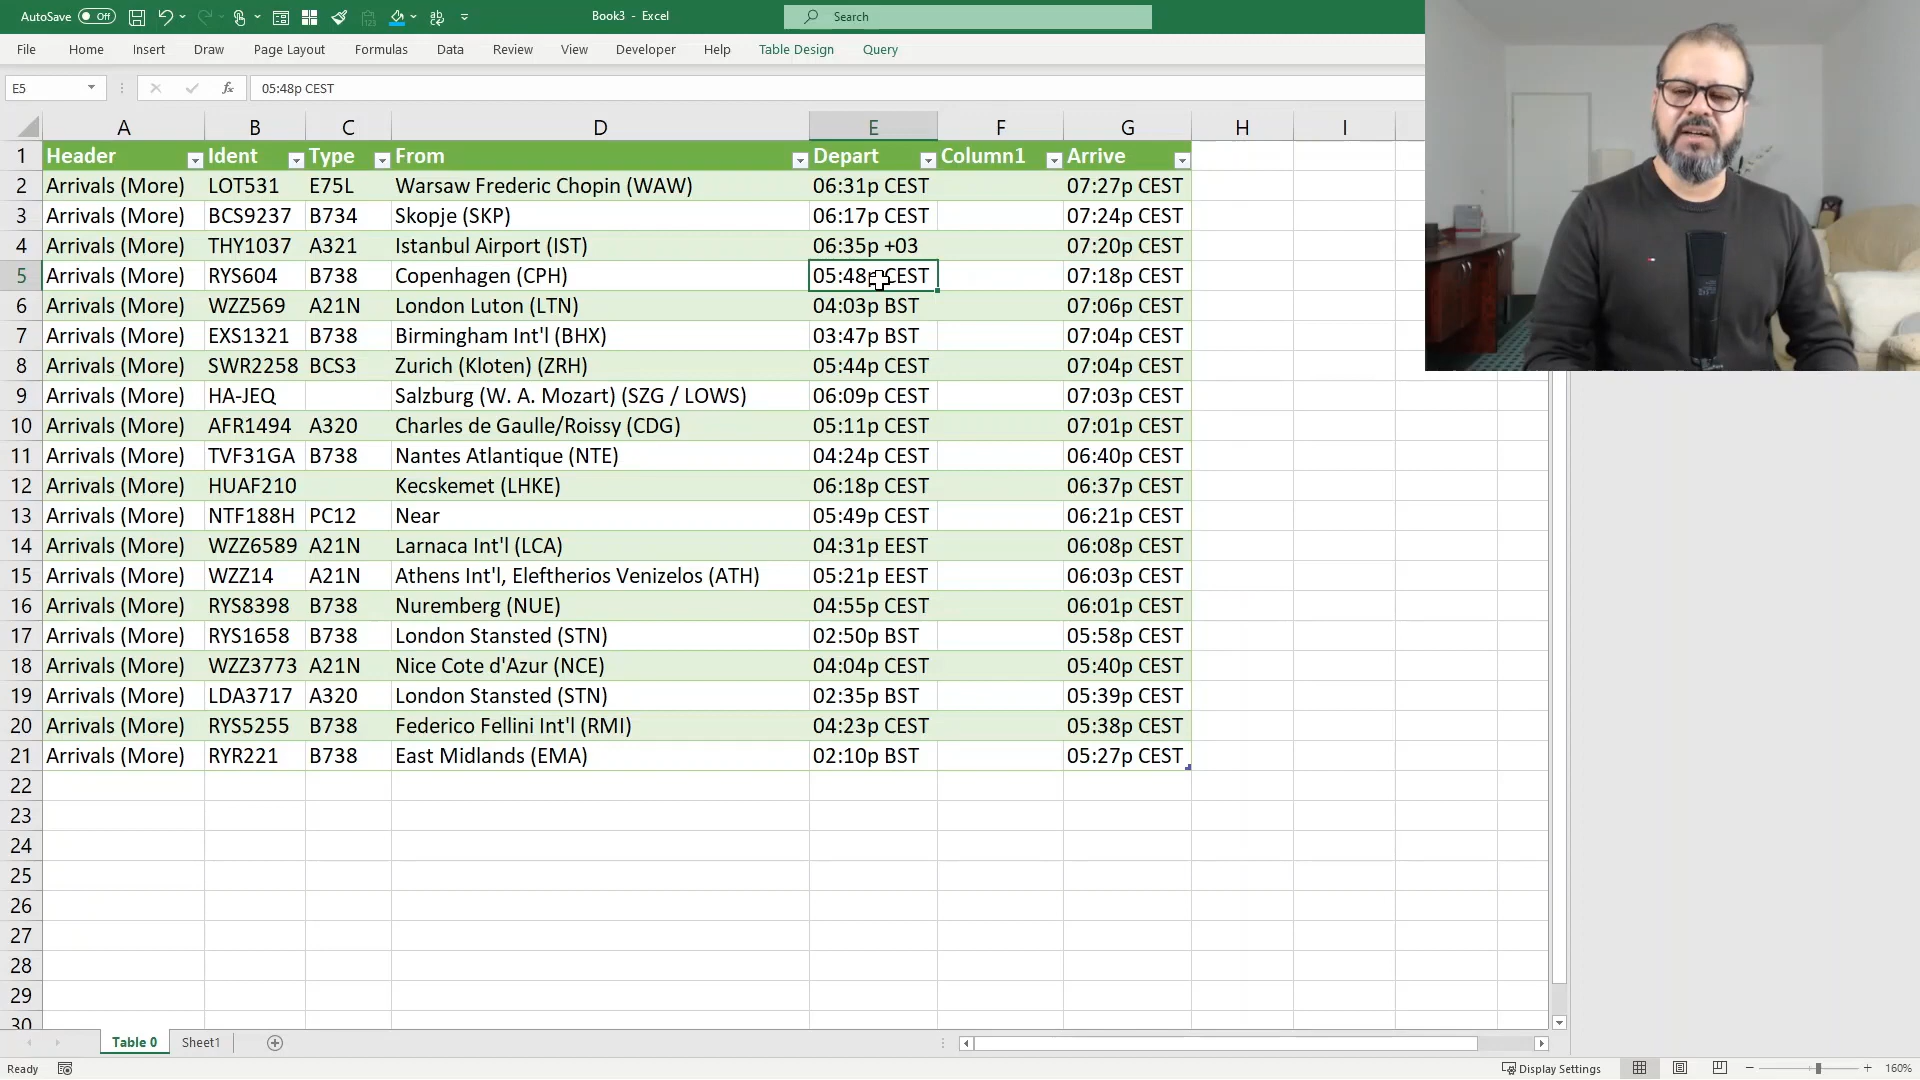 AutoSave Off Book3 - Excel Search
File Home Insert Draw Page Layout Formulas Data Review View Developer Help Table Design Query
E5 fx 05:48p CEST
A B C D E F G H I
1 Header Ident Type From Depart Column1 Arrive
2 Arrivals (More) LOT531 E75L Warsaw Frederic Chopin (WAW) 06:31p CEST 07:27p CEST
3 Arrivals (More) BCS9237 B734 Skopje (SKP) 06:17p CEST 07:24p CEST
4 Arrivals (More) THY1037 A321 Istanbul Airport (IST) 06:35p +03 07:20p CEST
5 Arrivals (More) RYS604 B738 Copenhagen (CPH) 05:48p CEST 07:18p CEST
6 Arrivals (More) WZZ569 A21N London Luton (LTN) 04:03p BST 07:06p CEST
7 Arrivals (More) EXS1321 B738 Birmingham Int'l (BHX) 03:47p BST 07:04p CEST
8 Arrivals (More) SWR2258 BCS3 Zurich (Kloten) (ZRH) 05:44p CEST 07:04p CEST
9 Arrivals (More) HA-JEQ Salzburg (W. A. Mozart) (SZG / LOWS) 06:09p CEST 07:03p CEST
10 Arrivals (More) AFR1494 A320 Charles de Gaulle/Roissy (CDG) 05:11p CEST 07:01p CEST
11 Arrivals (More) TVF31GA B738 Nantes Atlantique (NTE) 04:24p CEST 06:40p CEST
12 Arrivals (More) HUAF210 Kecskemet (LHKE) 06:18p CEST 06:37p CEST
13 Arrivals (More) NTF188H PC12 Near 05:49p CEST 06:21p CEST
14 Arrivals (More) WZZ6589 A21N Larnaca Int'l (LCA) 04:31p EEST 06:08p CEST
15 Arrivals (More) WZZ14 A21N Athens Int'l, Eleftherios Venizelos (ATH) 05:21p EEST 06:03p CEST
16 Arrivals (More) RYS8398 B738 Nuremberg (NUE) 04:55p CEST 06:01p CEST
17 Arrivals (More) RYS1658 B738 London Stansted (STN) 02:50p BST 05:58p CEST
18 Arrivals (More) WZZ3773 A21N Nice Cote d'Azur (NCE) 04:04p CEST 05:40p CEST
19 Arrivals (More) LDA3717 A320 London Stansted (STN) 02:35p BST 05:39p CEST
20 Arrivals (More) RYS5255 B738 Federico Fellini Int'l (RMI) 04:23p CEST 05:38p CEST
21 Arrivals (More) RYR221 B738 East Midlands (EMA) 02:10p BST 05:27p CEST
22
23
24
25
26
27
28
29
30
Table 0 Sheet1
Ready Display Settings 160%